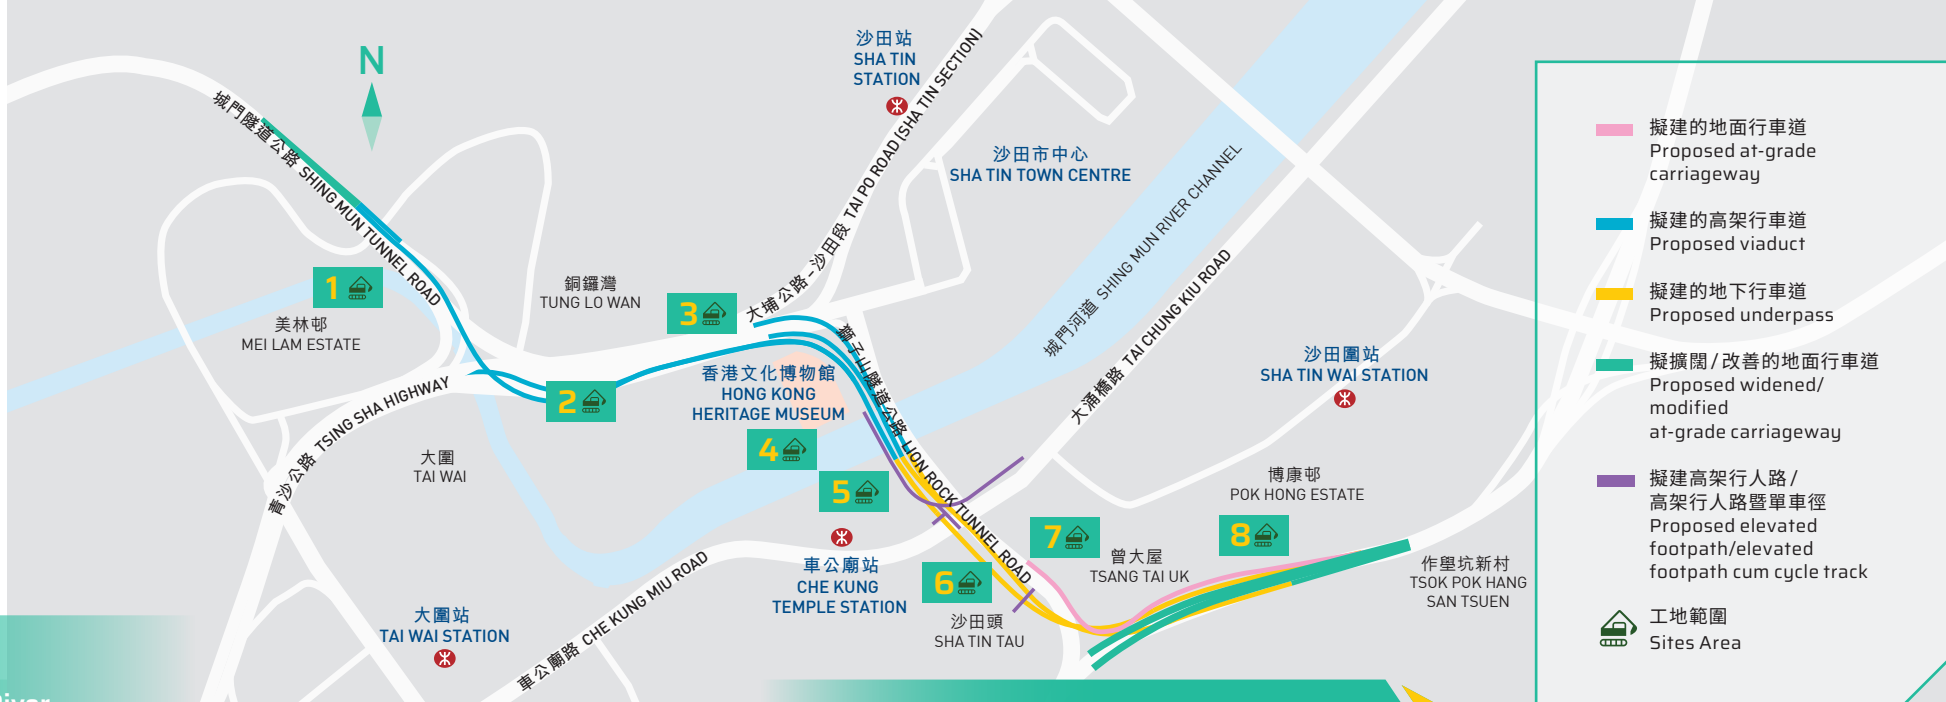 N
城門隧道公路 SHING MUN TUNNEL ROAD
沙田站
SHA TIN
STATION
大埔公路－沙田段 TAI PO ROAD (SHA TIN SECTION)
沙田市中心
SHA TIN TOWN CENTRE
城門河道 SHING MUN RIVER CHANNEL
1
美林邨
MEI LAM ESTATE
銅鑼灣
TUNG LO WAN
3
2
香港文化博物館
HONG KONG
HERITAGE MUSEUM
獅子山隧道公路 LION ROCK TUNNEL ROAD
大涌橋路 TAI CHUNG KIU ROAD
沙田圍站
SHA TIN WAI STATION
青沙公路 TSING SHA HIGHWAY
大圍
TAI WAI
4
5
博康邨
POK HONG ESTATE
車公廟站
CHE KUNG
TEMPLE STATION
7
曾大屋
TSANG TAI UK
8
6
沙田頭
SHA TIN TAU
作壆坑新村
TSOK POK HANG
SAN TSUEN
大圍站
TAI WAI STATION
車公廟路 CHE KUNG MIU ROAD
擬建的地面行車道
Proposed at-grade
carriageway
擬建的高架行車道
Proposed viaduct
擬建的地下行車道
Proposed underpass
擬擴闊/改善的地面行車道
Proposed widened/
modified
at-grade carriageway
擬建高架行人路/
高架行人路暨單車徑
Proposed elevated
footpath/elevated
footpath cum cycle track
工地範圍
Sites Area